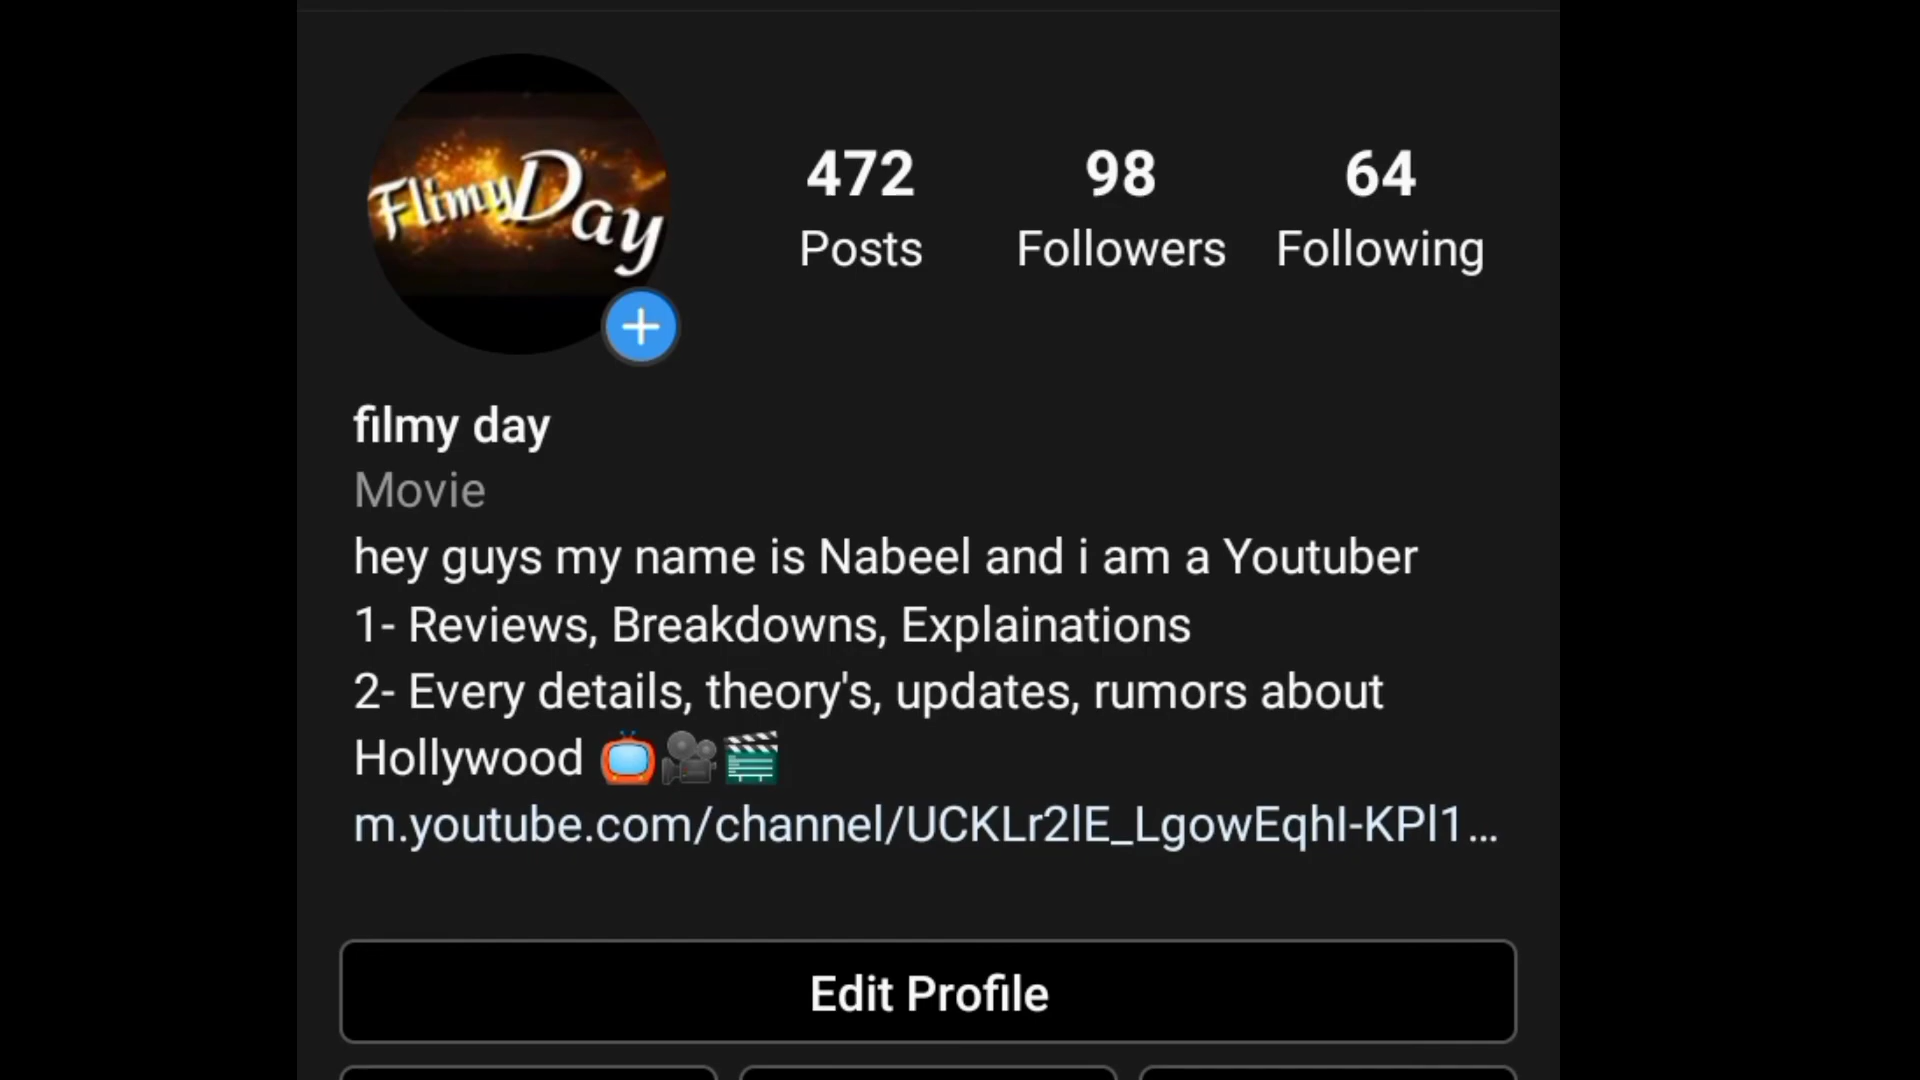 FlimyDay
472 98 64
Posts Followers Following
filmy day
Movie
hey guys my name is Nabeel and i am a Youtuber
1- Reviews, Breakdowns, Explainations
2- Every details, theory's, updates, rumors about
Hollywood 📺🎥🎬
m.youtube.com/channel/UCKLr2lE_LgowEqhI-KPl1...
Edit Profile